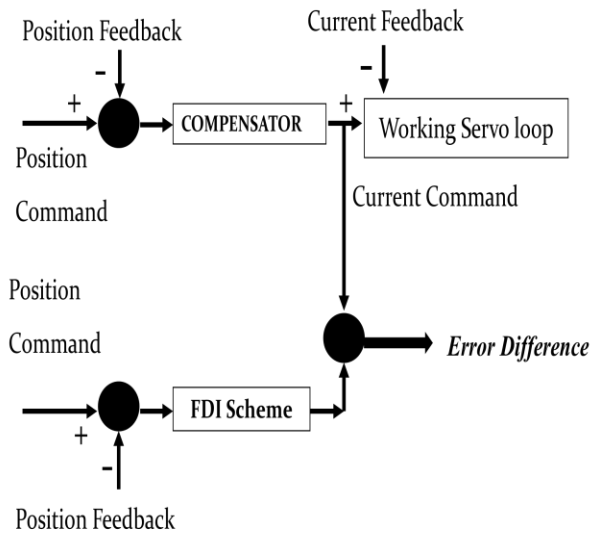 Position Feedback
Current Feedback
–
–
+
+
COMPENSATOR
Working Servo loop
Position
Command
Current Command
Position
Command
Error Difference
FDI Scheme
+
–
Position Feedback